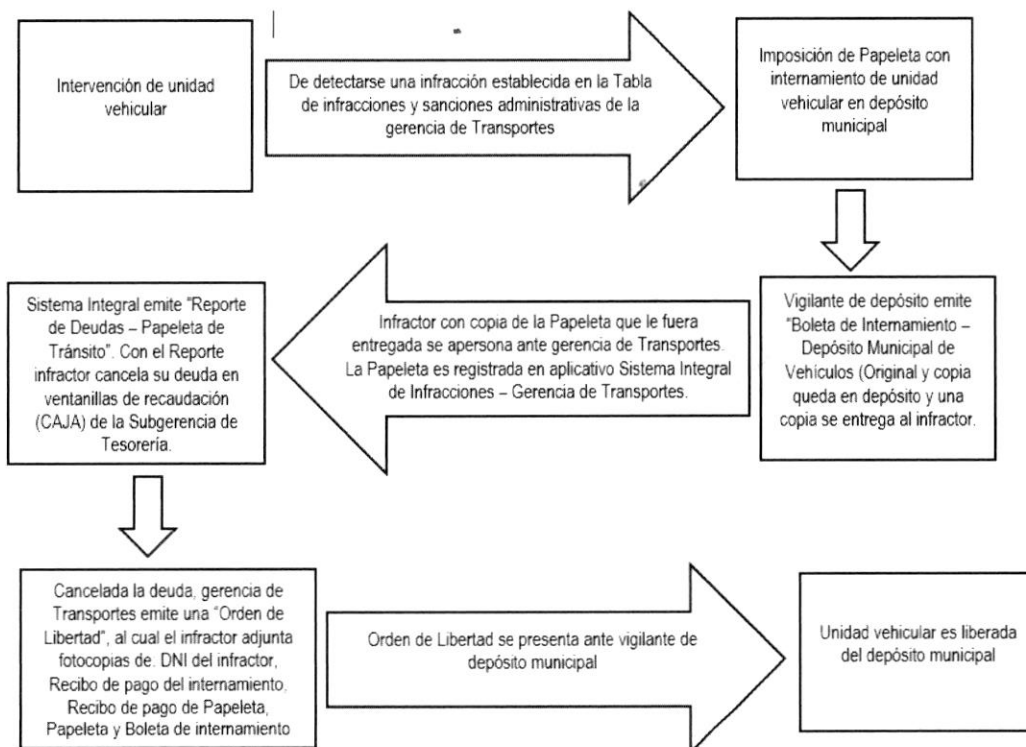 Intervención de unidad
vehicular
De detectarse una infracción establecida en la Tabla
de infracciones y sanciones administrativas de la
gerencia de Transportes
Imposición de Papeleta con
internamiento de unidad
vehicular en depósito
municipal
Vigilante de depósito emite
"Boleta de Internamiento –
Depósito Municipal de
Vehículos (Original y copia
queda en depósito y una
copia se entrega al infractor.
Infractor con copia de la Papeleta que le fuera
entregada se apersona ante gerencia de Transportes.
La Papeleta es registrada en aplicativo Sistema Integral
de Infracciones – Gerencia de Transportes.
Sistema Integral emite "Reporte
de Deudas – Papeleta de
Tránsito". Con el Reporte
infractor cancela su deuda en
ventanillas de recaudación
(CAJA) de la Subgerencia de
Tesorería.
Cancelada la deuda, gerencia de
Transportes emite una "Orden de
Libertad", al cual el infractor adjunta
fotocopias de. DNI del infractor,
Recibo de pago del internamiento,
Recibo de pago de Papeleta,
Papeleta y Boleta de internamiento
Orden de Libertad se presenta ante vigilante de
depósito municipal
Unidad vehicular es liberada
del depósito municipal